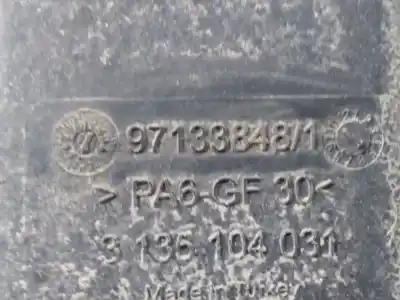 97133848/1
> PA6-GF 30<
3 136 104 031
Made in Turkey